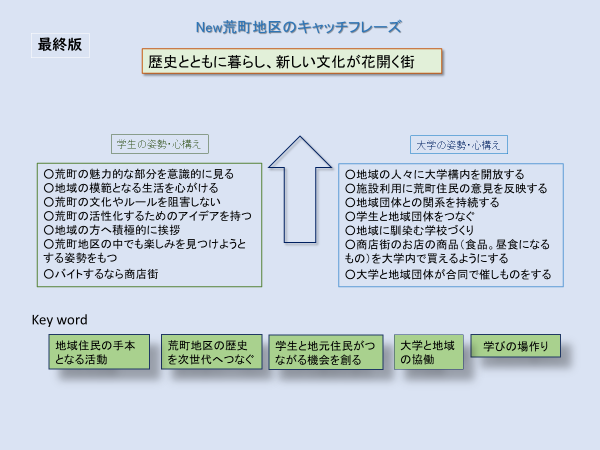 New荒町地区のキャッチフレーズ
最終版
歴史とともに暮らし、新しい文化が花開く街
学生の姿勢・心構え
〇荒町の魅力的な部分を意識的に見る
〇地域の模範となる生活を心がける
〇荒町の文化やルールを阻害しない
〇荒町の活性化するためのアイデアを持つ
〇地域の方へ積極的に挨拶
〇荒町地区の中でも楽しみを見つけようと
する姿勢をもつ
〇バイトするなら商店街
大学の姿勢・心構え
〇地域の人々に大学構内を開放する
〇施設利用に荒町住民の意見を反映する
〇地域団体との関係を持続する
〇学生と地域団体をつなぐ
〇地域に馴染む学校づくり
〇商店街のお店の商品（食品。昼食になる
もの）を大学内で買えるようにする
〇大学と地域団体が合同で催しものをする
Key word
地域住民の手本
となる活動
荒町地区の歴史
を次世代へつなぐ
学生と地元住民がつ
ながる機会を創る
大学と地域
の協働
学びの場作り